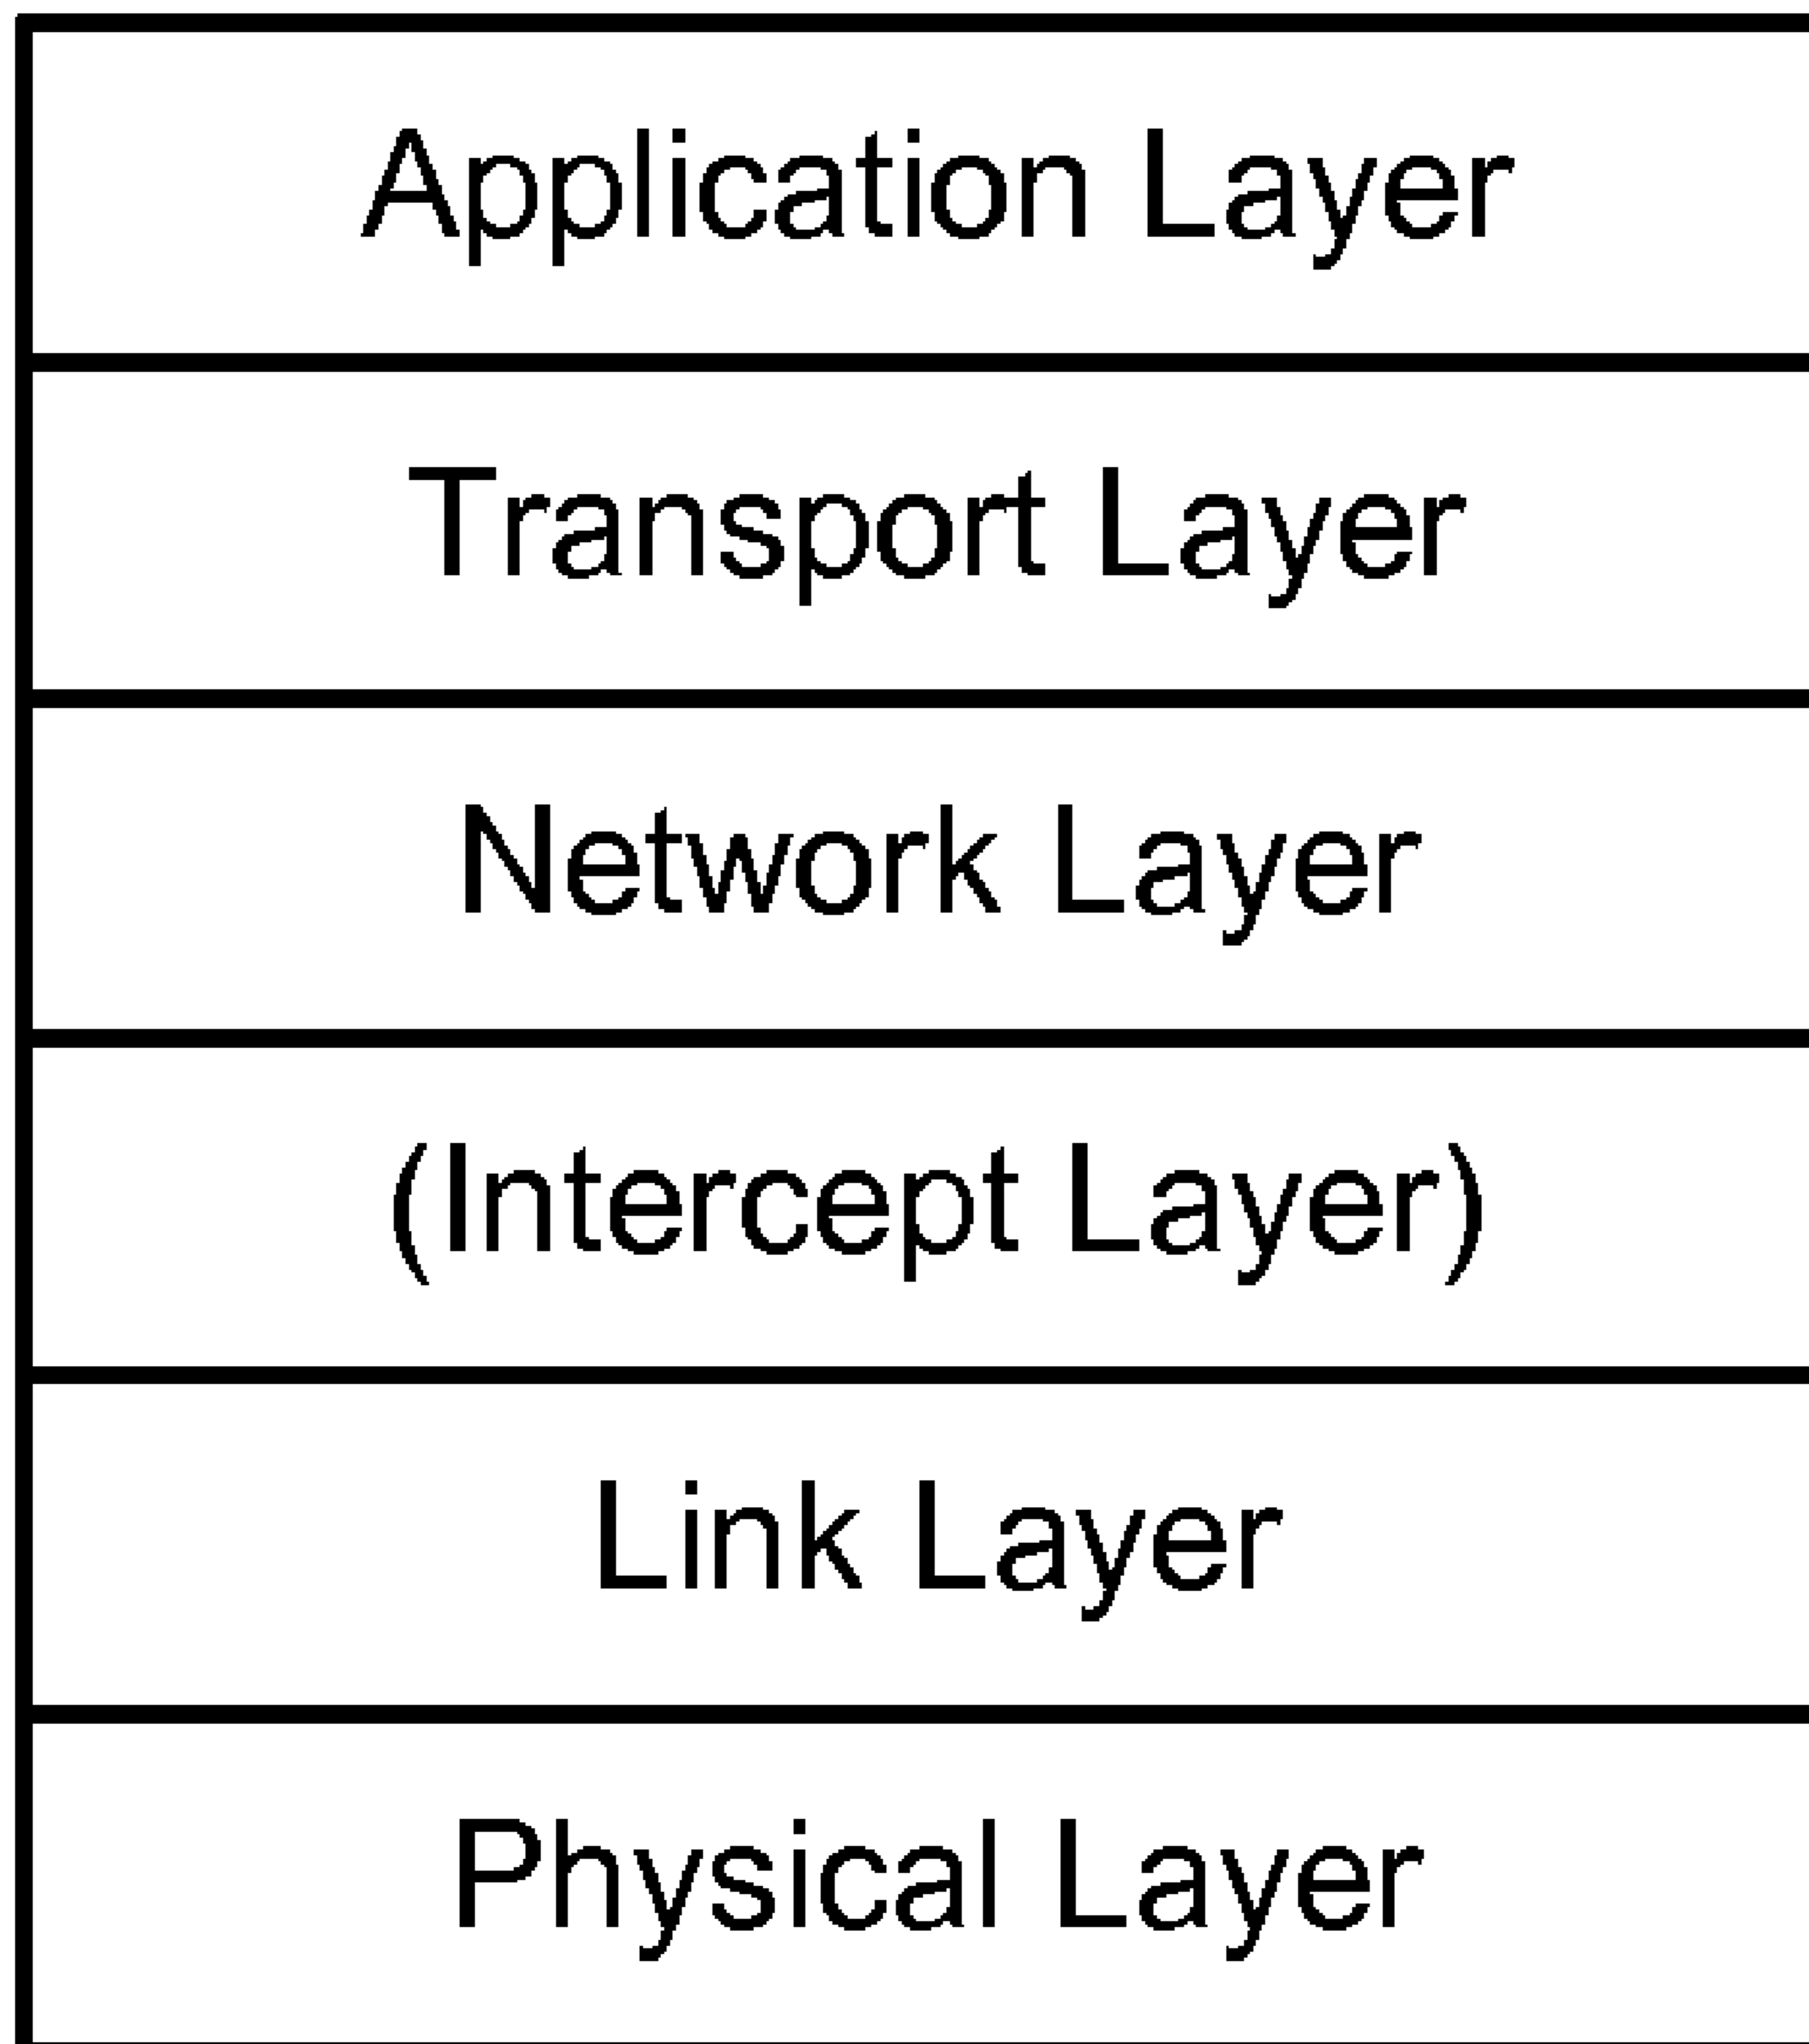 Application Layer
Transport Layer
Network Layer
(Intercept Layer)
Link Layer
Physical Layer